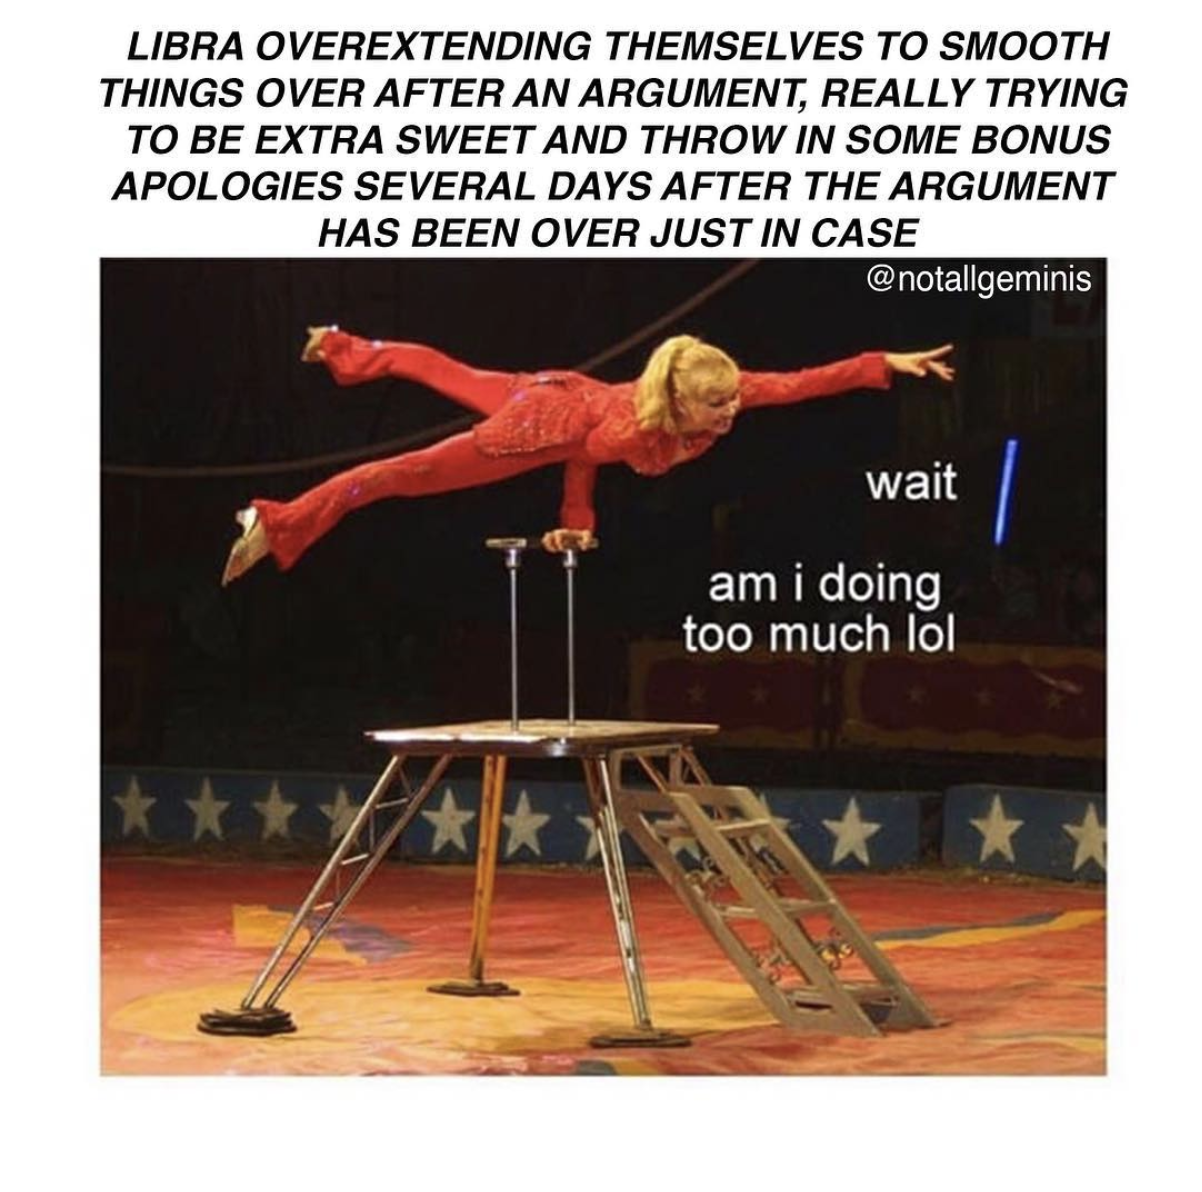 LIBRA OVEREXTENDING THEMSELVES TO SMOOTH
THINGS OVER AFTER AN ARGUMENT, REALLY TRYING
TO BE EXTRA SWEET AND THROW IN SOME BONUS
APOLOGIES SEVERAL DAYS AFTER THE ARGUMENT
HAS BEEN OVER JUST IN CASE
@notallgeminis
wait
am i doing
too much lol